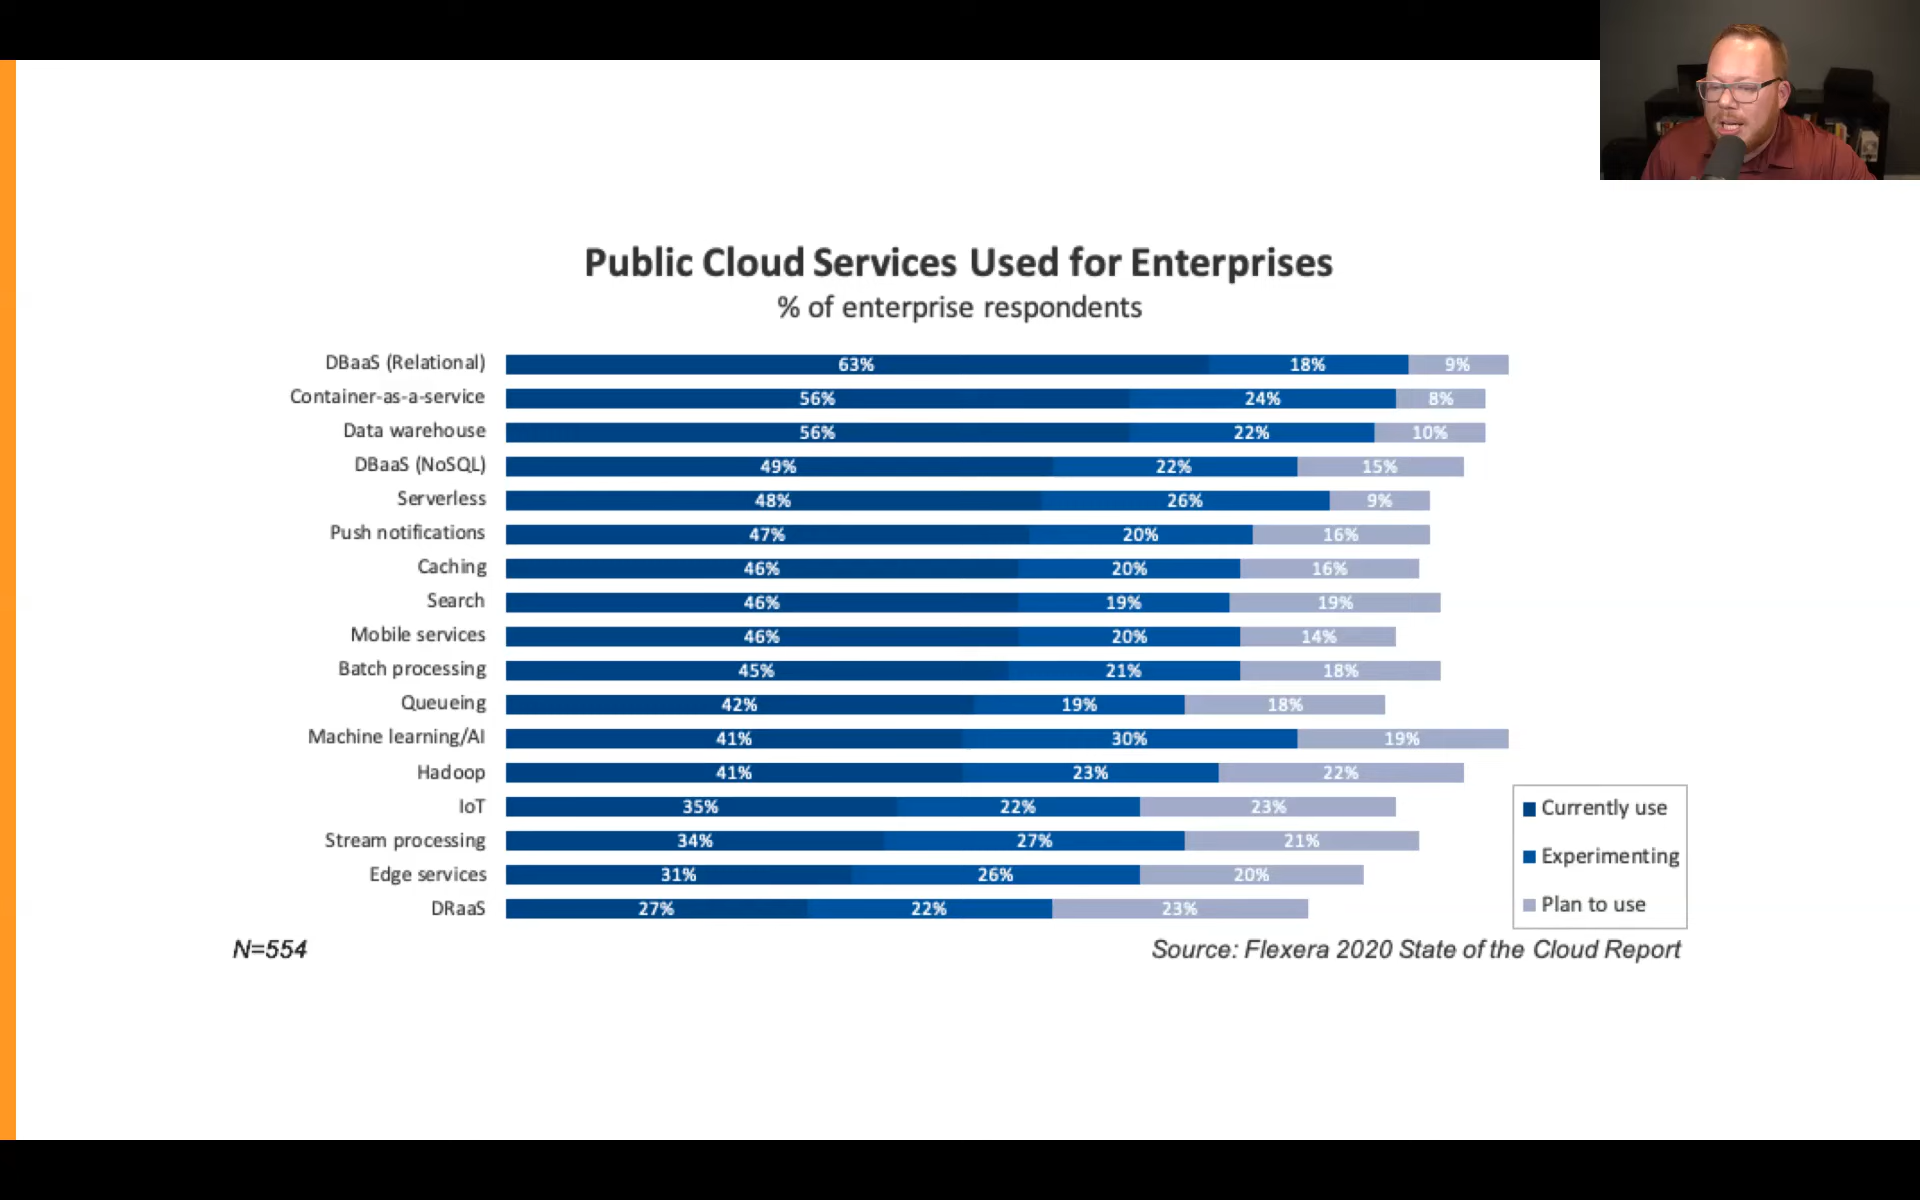 Public Cloud Services Used for Enterprises
% of enterprise respondents
DBaaS (Relational) 63% 18% 9%
Container-as-a-service 56% 24% 8%
Data warehouse 56% 22% 10%
DBaaS (NoSQL) 49% 22% 15%
Serverless 48% 26% 9%
Push notifications 47% 20% 16%
Caching 46% 20% 16%
Search 46% 19% 19%
Mobile services 46% 20% 14%
Batch processing 45% 21% 18%
Queueing 42% 19% 18%
Machine learning/AI 41% 30% 19%
Hadoop 41% 23% 22%
IoT 35% 22% 23%
Stream processing 34% 27% 21%
Edge services 31% 26% 20%
DRaaS 27% 22% 23%
Currently use
Experimenting
Plan to use
N=554
Source: Flexera 2020 State of the Cloud Report